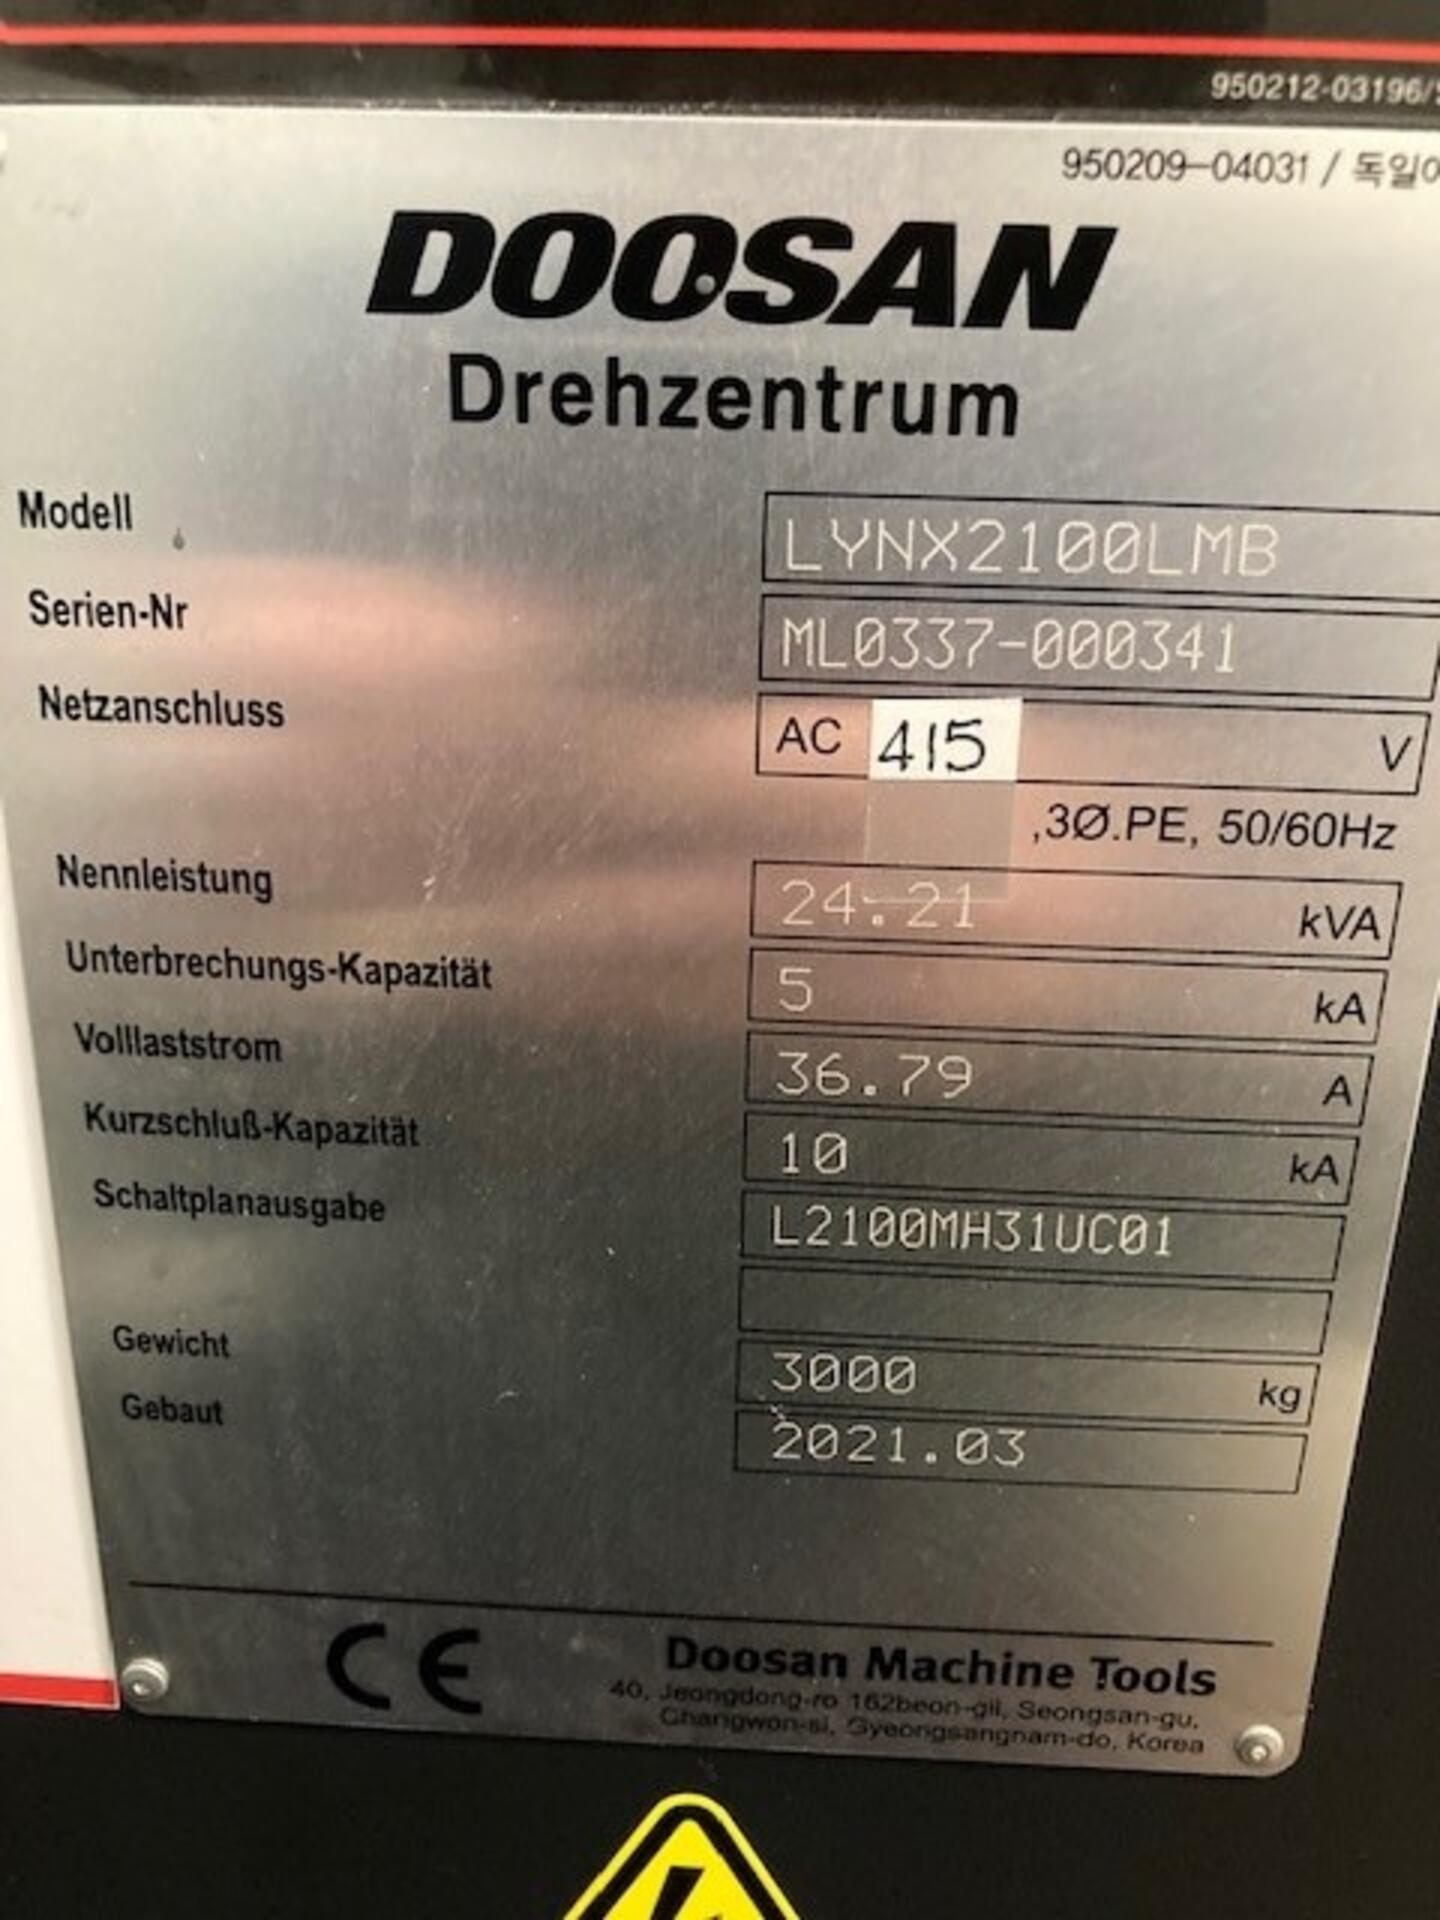 950212-03196/
950209-04031 / 독일어
DOOSAN
Drehzentrum
Modell LYNX2100LMB
Serien-Nr ML0337-000341
Netzanschluss AC 415 V
,3Ø.PE, 50/60Hz
Nennleistung 24.21 kVA
Unterbrechungs-Kapazität 5 kA
Volllaststrom 36.79 A
Kurzschluß-Kapazität 10 kA
Schaltplanausgabe L2100MH31UC01
Gewicht 3000 kg
Gebaut 2021.03
CE
Doosan Machine Tools
40, Jeongdong-ro 162beon-gil, Seongsan-gu,
Changwon-si, Gyeongsangnam-do, Korea